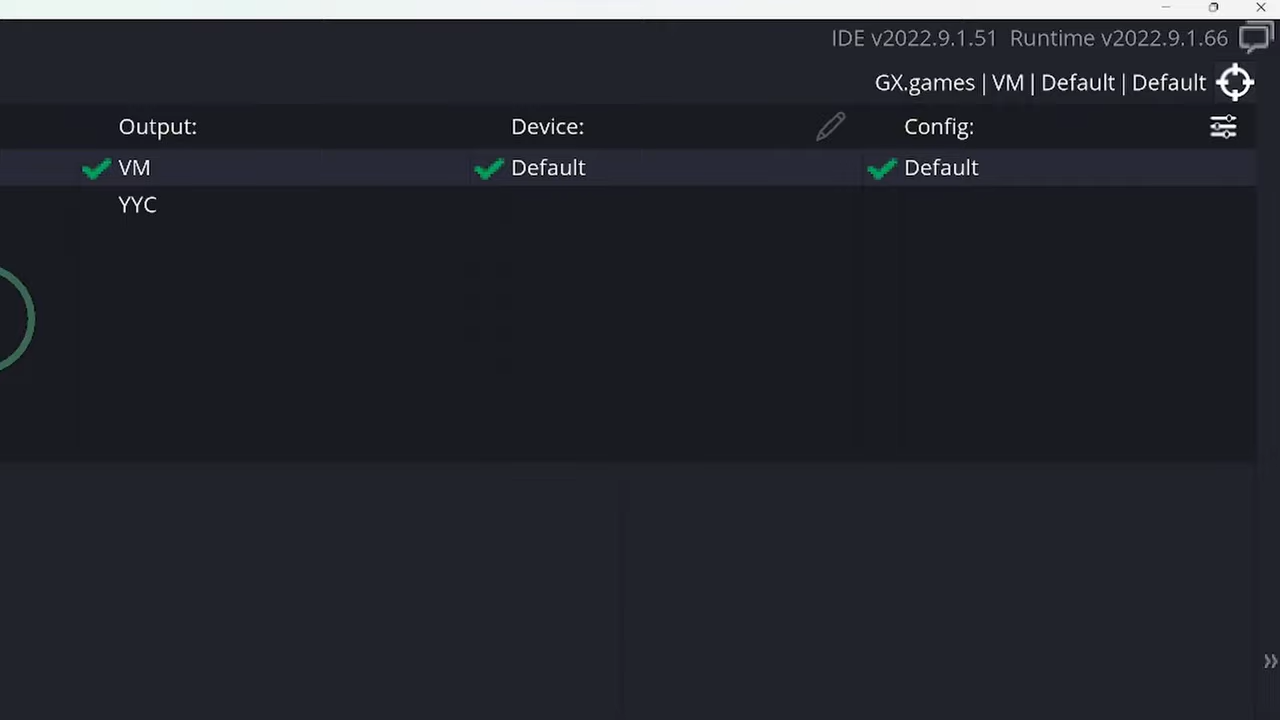 IDE v2022.9.1.51 Runtime v2022.9.1.66
GX.games | VM | Default | Default
Output: Device: Config:
VM Default Default
YYC